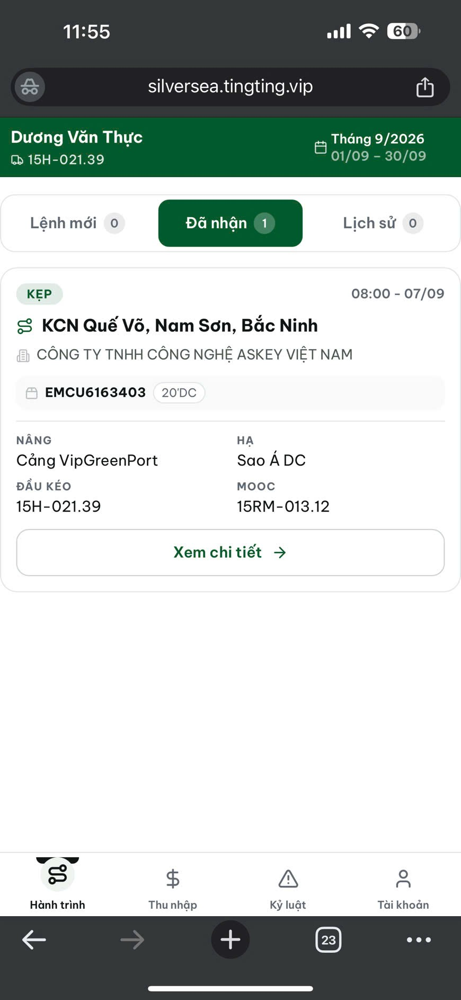 11:55
60
silversea.tingting.vip
Dương Văn Thực
15H-021.39
Tháng 9/2026
01/09 – 30/09
Lệnh mới 0
Đã nhận 1
Lịch sử 0
KẸP
08:00 - 07/09
KCN Quế Võ, Nam Sơn, Bắc Ninh
CÔNG TY TNHH CÔNG NGHỆ ASKEY VIỆT NAM
EMCU6163403 20'DC
NÂNG
HẠ
Cảng VipGreenPort
Sao Á DC
ĐẦU KÉO
MOOC
15H-021.39
15RM-013.12
Xem chi tiết →
Hành trình
Thu nhập
Kỷ luật
Tài khoản
23